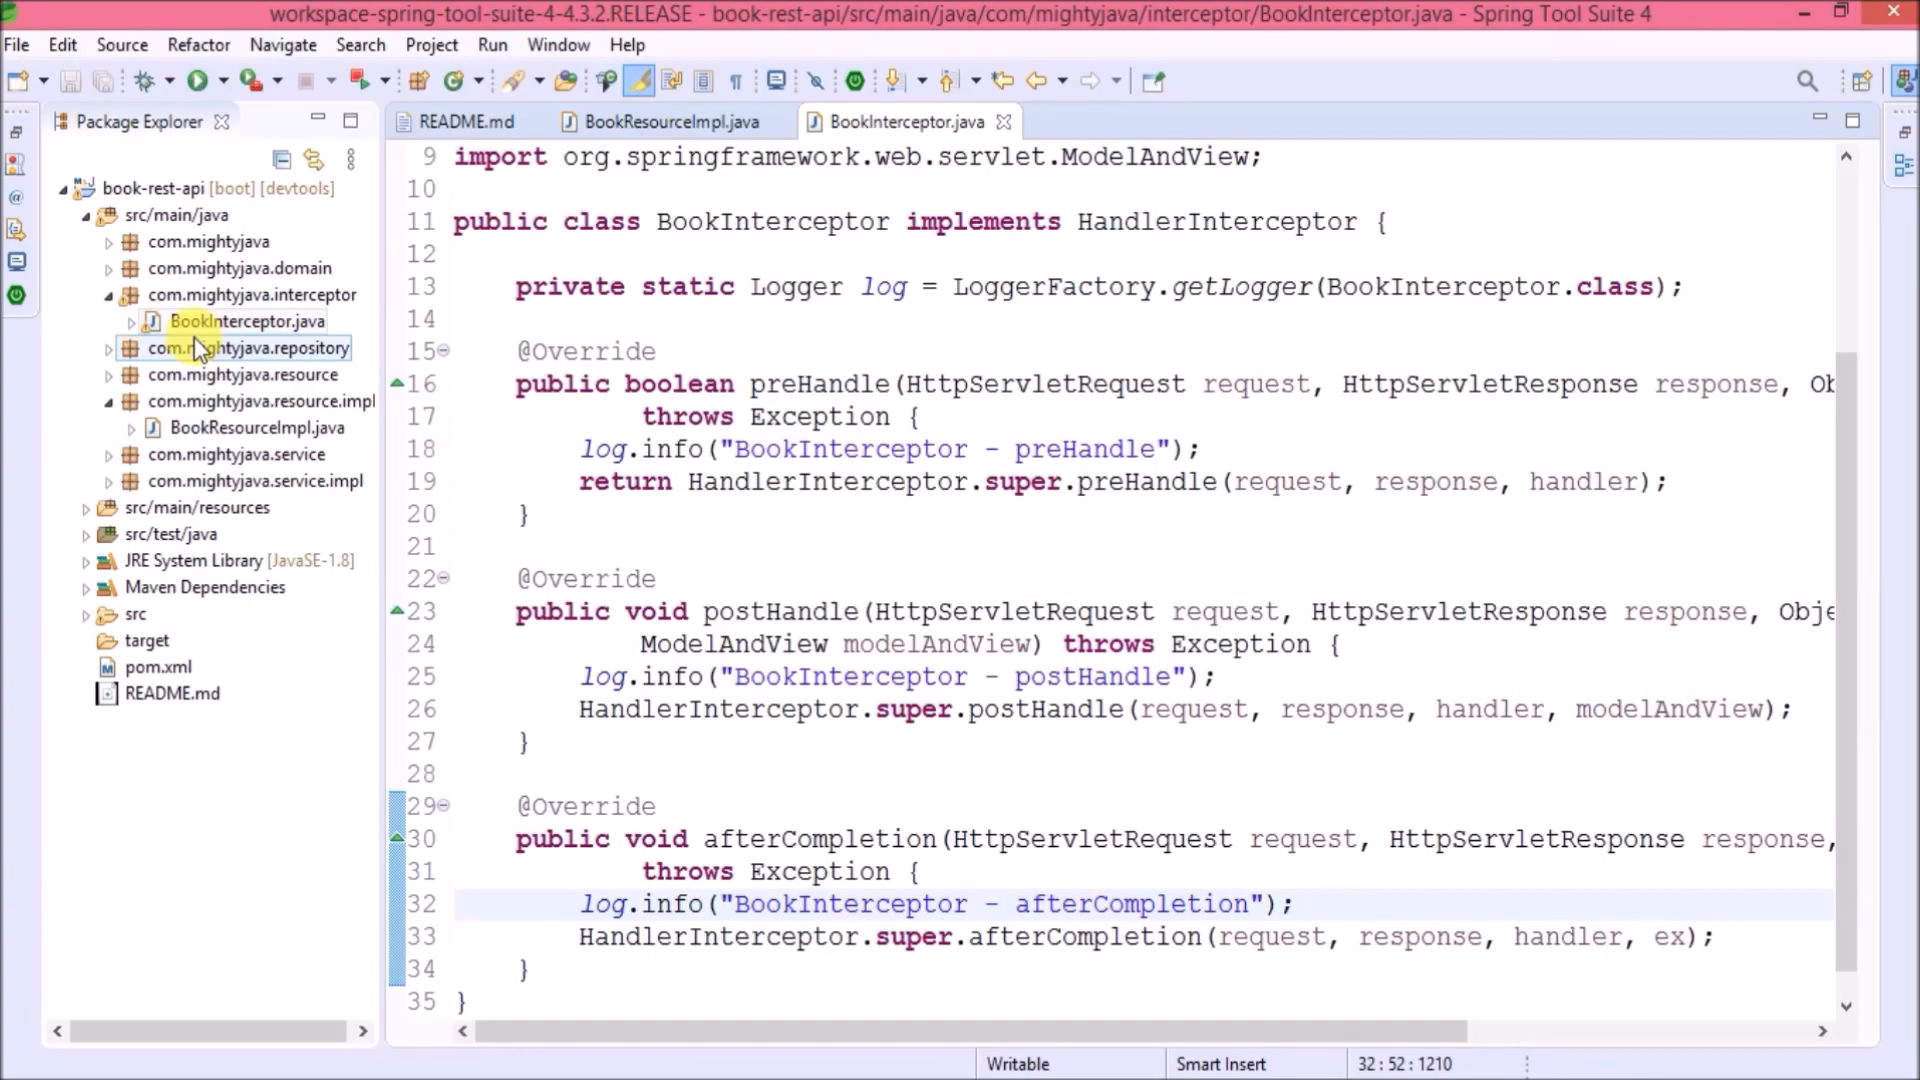 workspace-spring-tool-suite-4-4.3.2.RELEASE - book-rest-api/src/main/java/com/mightyjava/interceptor/BookInterceptor.java - Spring Tool Suite 4
File Edit Source Refactor Navigate Search Project Run Window Help
Package Explorer
README.md BookResourceImpl.java BookInterceptor.java
book-rest-api [boot] [devtools]
src/main/java
com.mightyjava
com.mightyjava.domain
com.mightyjava.interceptor
BookInterceptor.java
com.mightyjava.repository
com.mightyjava.resource
com.mightyjava.resource.impl
BookResourceImpl.java
com.mightyjava.service
com.mightyjava.service.impl
src/main/resources
src/test/java
JRE System Library [JavaSE-1.8]
Maven Dependencies
src
target
pom.xml
README.md
9 import org.springframework.web.servlet.ModelAndView;
10
11 public class BookInterceptor implements HandlerInterceptor {
12
13 private static Logger log = LoggerFactory.getLogger(BookInterceptor.class);
14
15 @Override
16 public boolean preHandle(HttpServletRequest request, HttpServletResponse response, Ob
17 throws Exception {
18 log.info("BookInterceptor - preHandle");
19 return HandlerInterceptor.super.preHandle(request, response, handler);
20 }
21
22 @Override
23 public void postHandle(HttpServletRequest request, HttpServletResponse response, Obje
24 ModelAndView modelAndView) throws Exception {
25 log.info("BookInterceptor - postHandle");
26 HandlerInterceptor.super.postHandle(request, response, handler, modelAndView);
27 }
28
29 @Override
30 public void afterCompletion(HttpServletRequest request, HttpServletResponse response,
31 throws Exception {
32 log.info("BookInterceptor - afterCompletion");
33 HandlerInterceptor.super.afterCompletion(request, response, handler, ex);
34 }
35 }
Writable Smart Insert 32 : 52 : 1210